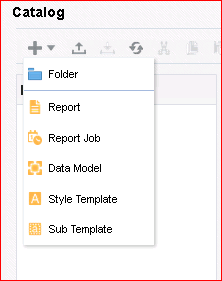 Catalog
Folder
Report
Report Job
Data Model
Style Template
Sub Template